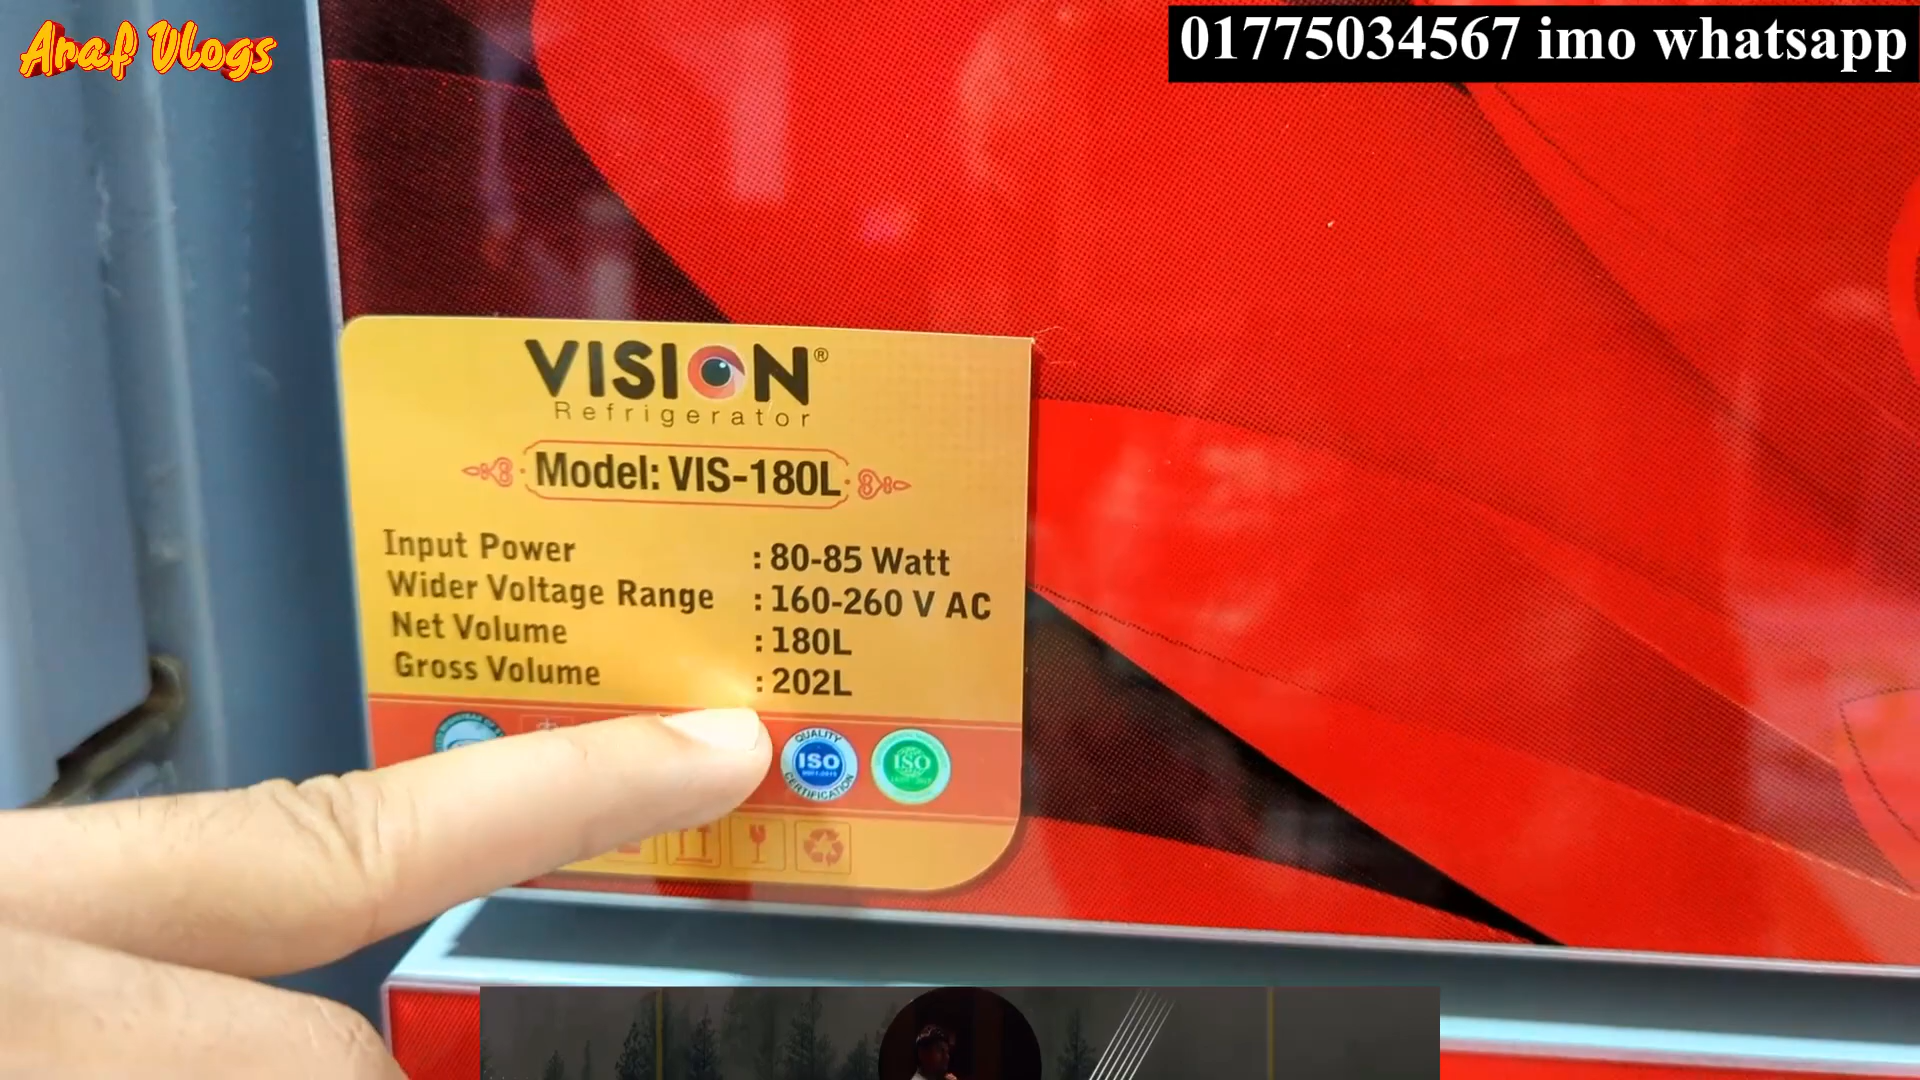 Araf Vlogs
01775034567 imo whatsapp
VISION®
Refrigerator
Model: VIS-180L
Input Power : 80-85 Watt
Wider Voltage Range : 160-260 V AC
Net Volume : 180L
Gross Volume : 202L
QUALITY
ISO
CERTIFICATION
ISO